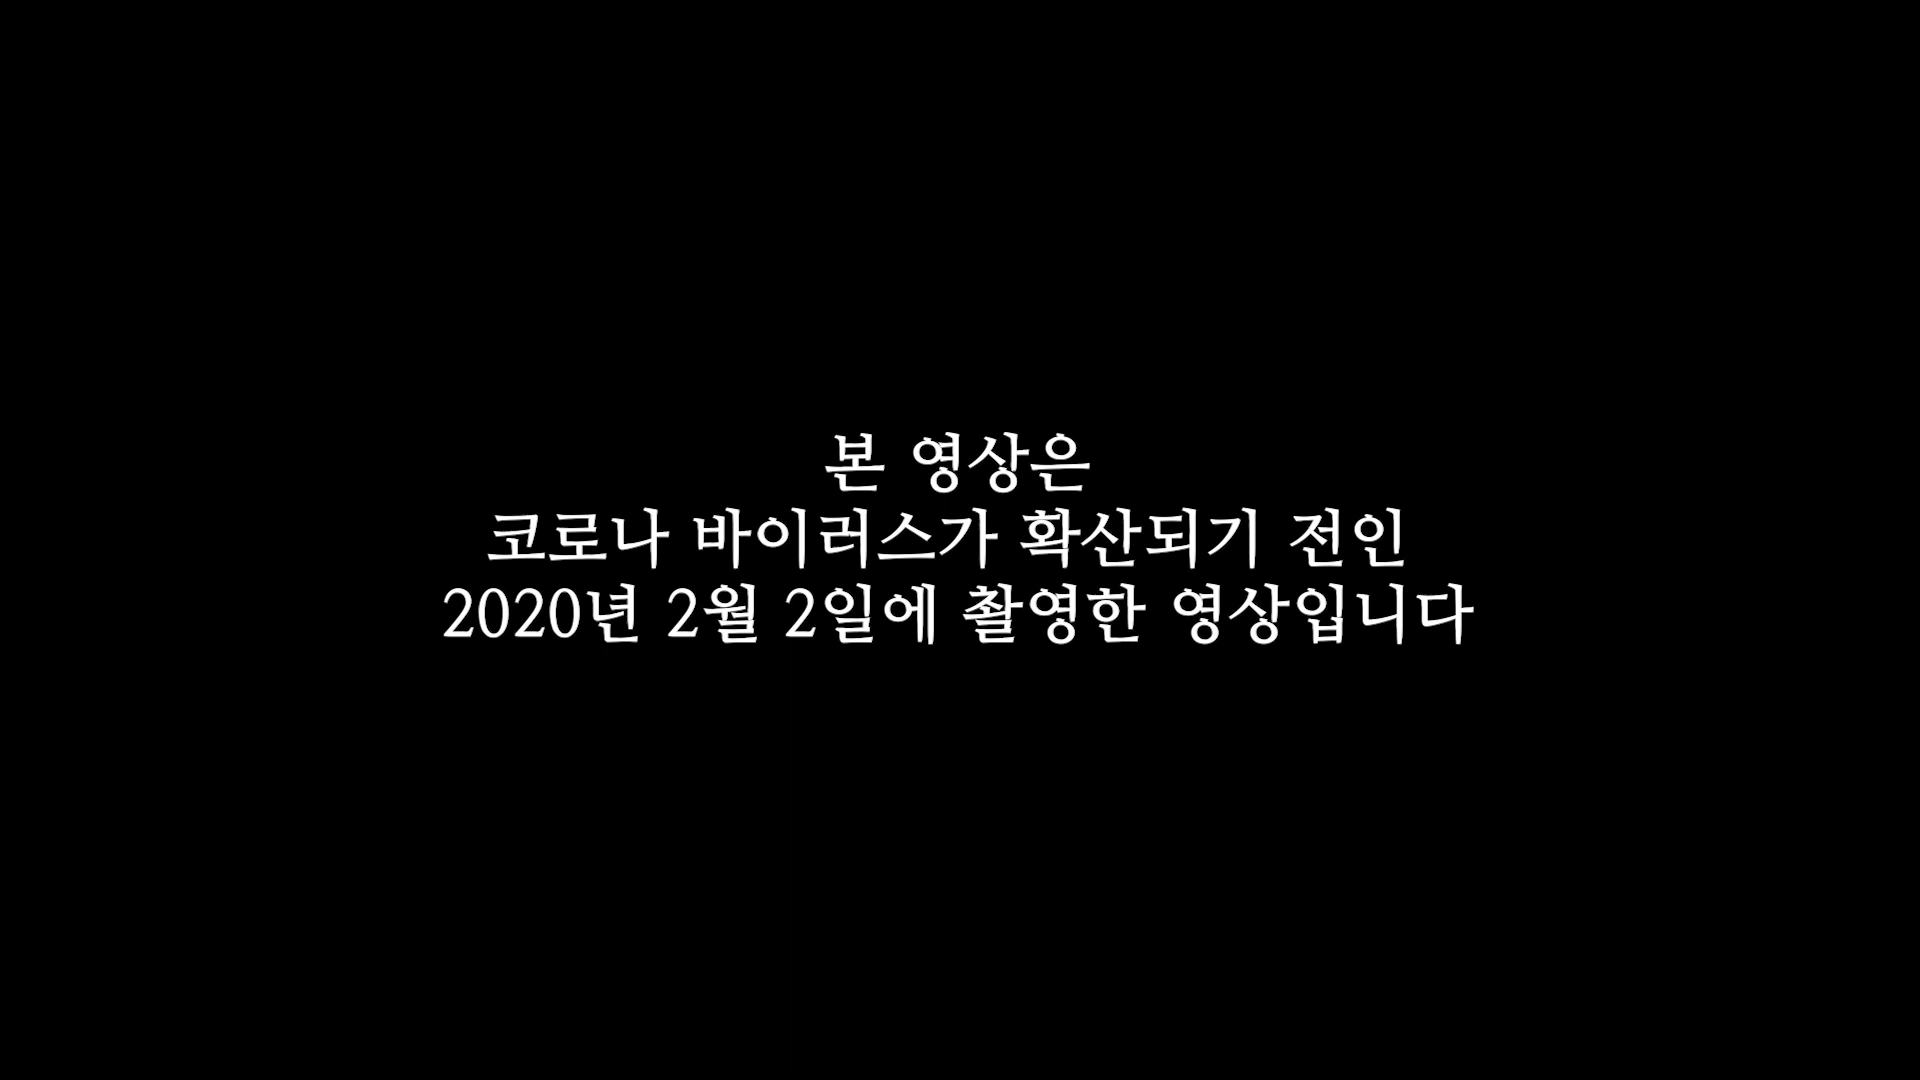 본 영상은
코로나 바이러스가 확산되기 전인
2020년 2월 2일에 촬영한 영상입니다